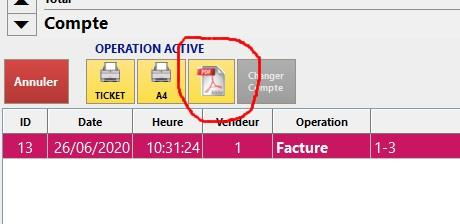 Total
Compte
OPERATION ACTIVE
Annuler
TICKET
A4
PDF
Changer
Compte
ID Date Heure Vendeur Operation
13 26/06/2020 10:31:24 1 Facture 1-3